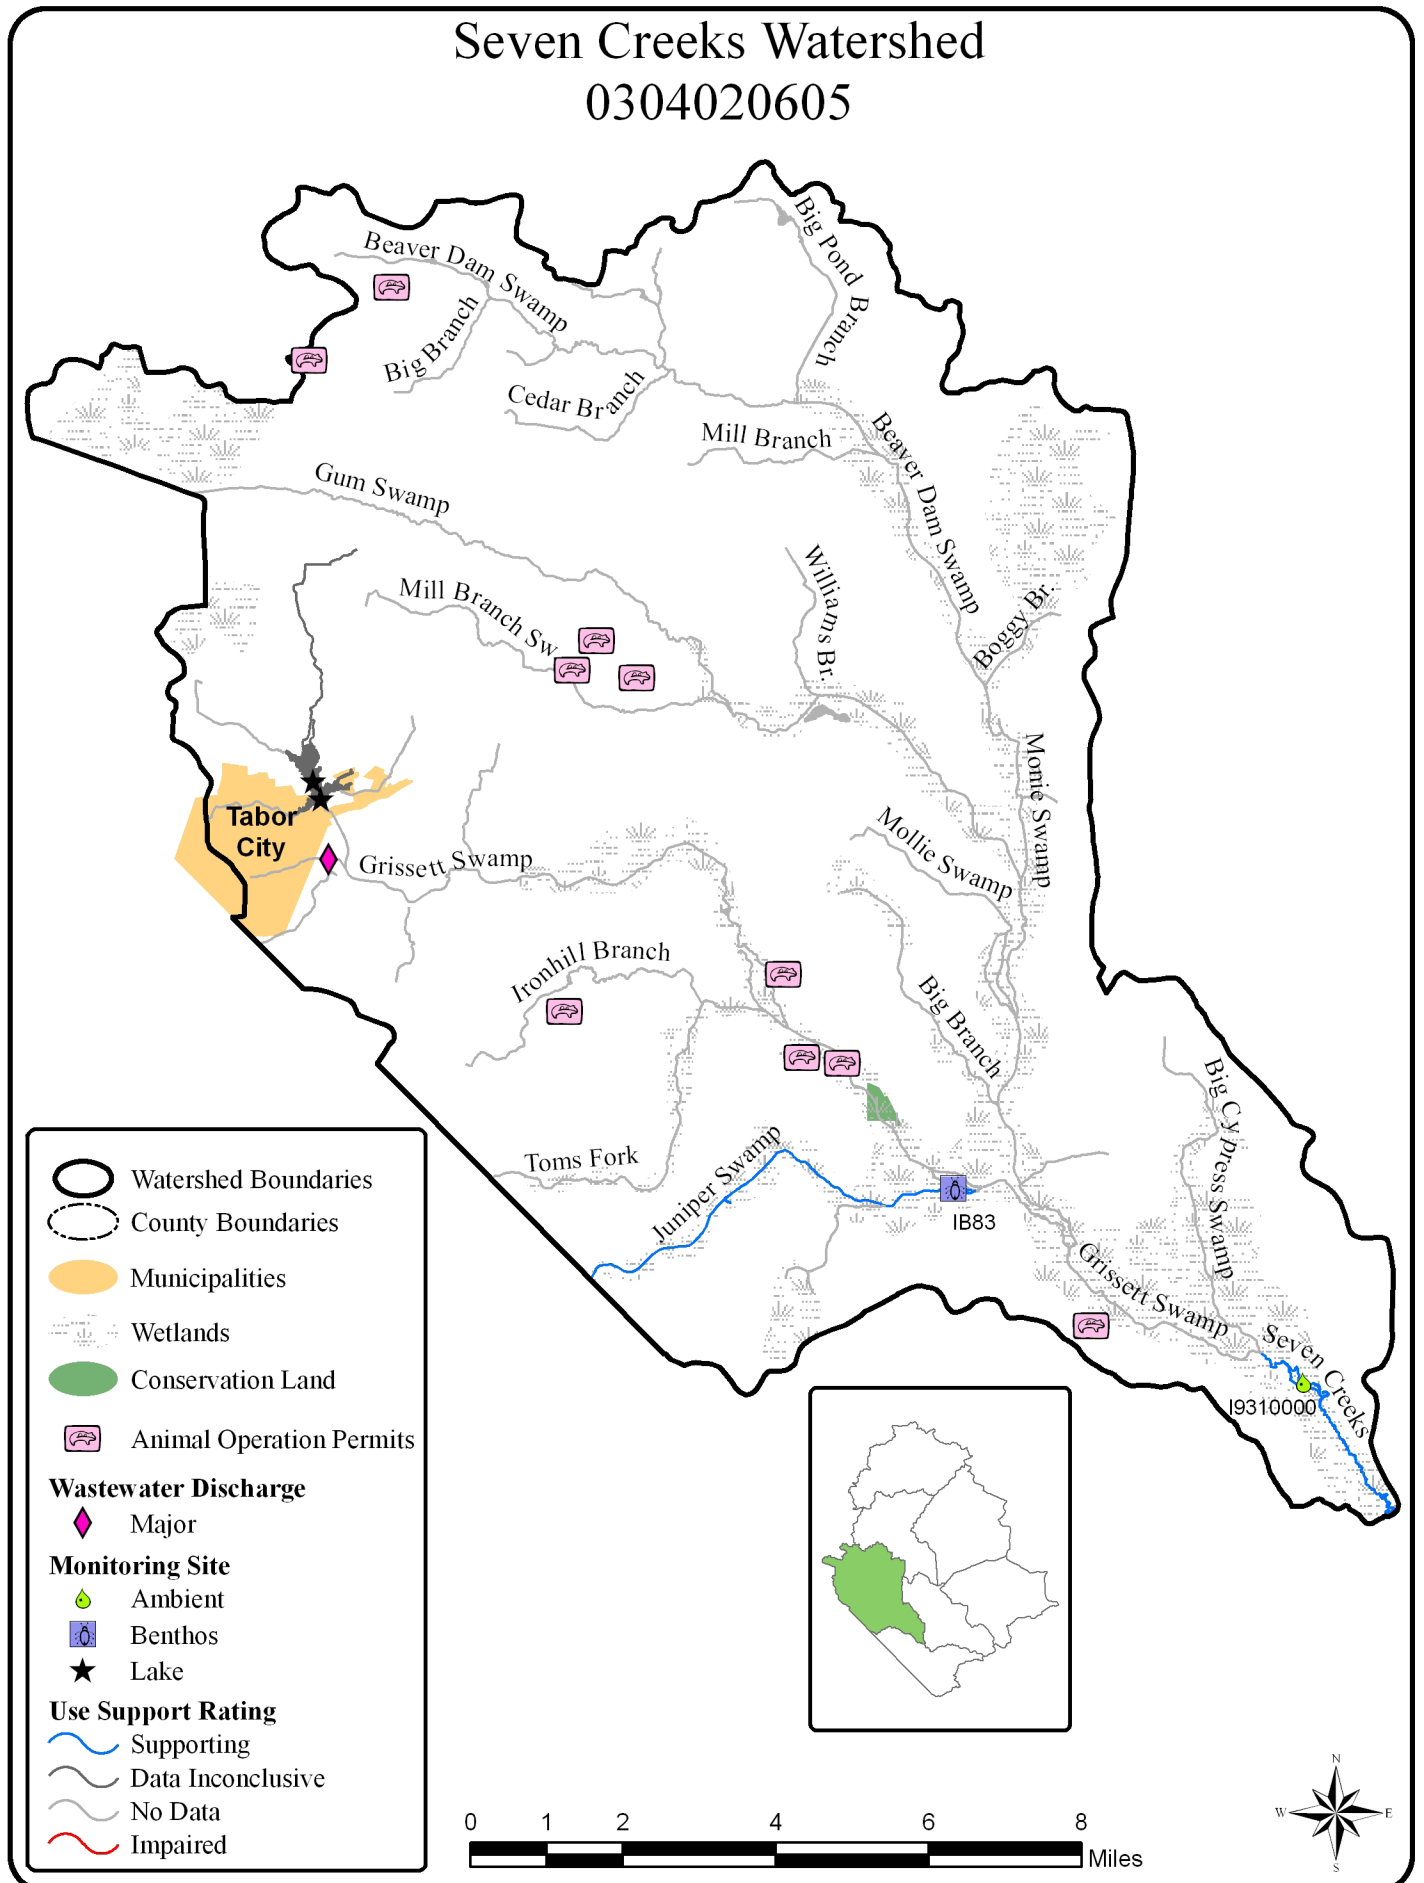 Seven Creeks Watershed
0304020605
Big Pond Branch
Beaver Dam Swamp
Big Branch
Cedar Branch
Mill Branch
Beaver Dam Swamp
Gum Swamp
Mill Branch Sw
Williams Br.
Boggy Br.
Monie Swamp
Tabor
City
Mollie Swamp
Grissett Swamp
Ironhill Branch
Big Branch
Big Cypress Swamp
Toms Fork
Juniper Swamp
IB83
Grissett Swamp
Seven Creeks
I9310000
Watershed Boundaries
County Boundaries
Municipalities
Wetlands
Conservation Land
Animal Operation Permits
Wastewater Discharge
Major
Monitoring Site
Ambient
Benthos
Lake
Use Support Rating
Supporting
Data Inconclusive
No Data
Impaired
0 1 2 4 6 8
Miles
N
W E
S